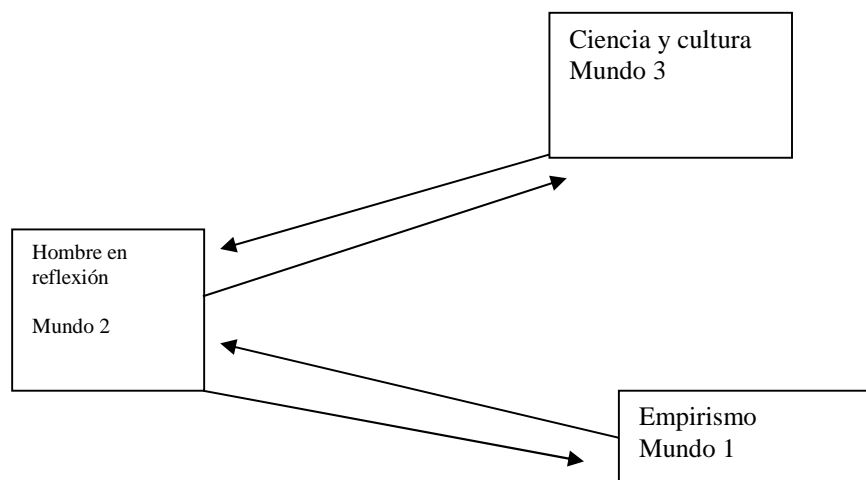 Ciencia y cultura
Mundo 3
Hombre en
reflexión
Mundo 2
Empirismo
Mundo 1